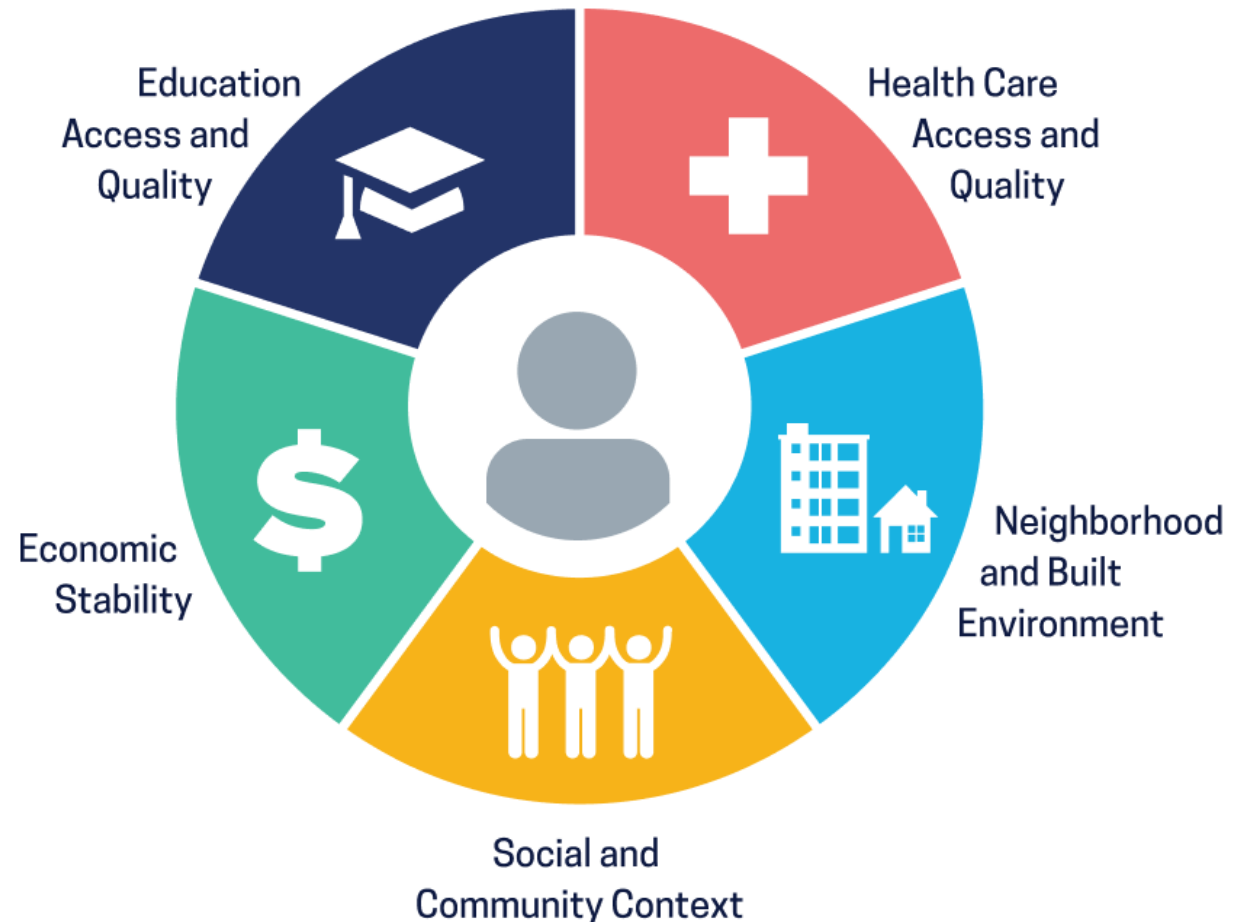 Education
Access and
Quality
Health Care
Access and
Quality
Economic
Stability
Neighborhood
and Built
Environment
Social and
Community Context